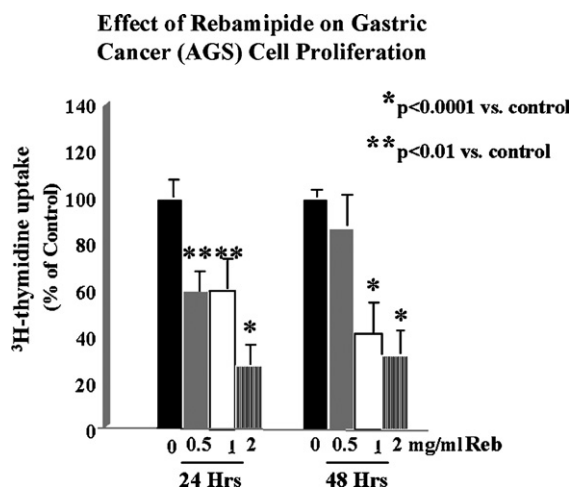 Effect of Rebamipide on Gastric
Cancer (AGS) Cell Proliferation
*p<0.0001 vs. control
**p<0.01 vs. control
³H-thymidine uptake
(% of Control)
140
120
100
80
60
40
20
0
****
*
*
*
0 0.5 1 2 0 0.5 1 2 mg/ml Reb
24 Hrs 48 Hrs